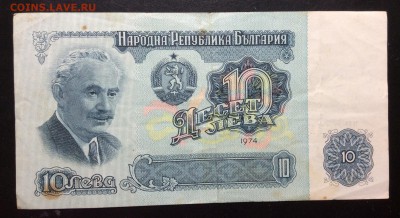 COINS.LAVE.RU
НАРОДНА РЕПУБЛИКА БЪЛГАРИЯ
10
ДЕСЕТ
ЛЕВА
1974
10 ЛЕВА
10
10